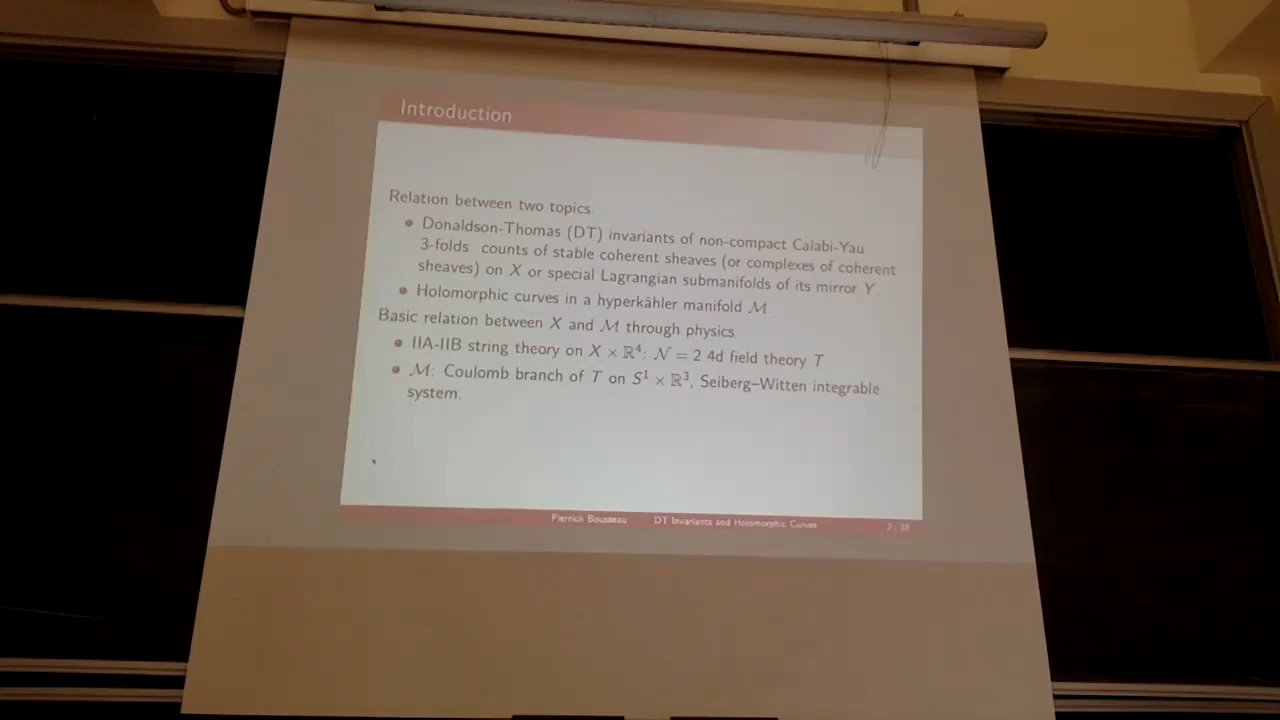 Introduction
Relation between two topics.
• Donaldson-Thomas (DT) invariants of non-compact Calabi-Yau
3-folds: counts of stable coherent sheaves (or complexes of coherent
sheaves) on X or special Lagrangian submanifolds of its mirror Y.
• Holomorphic curves in a hyperkähler manifold ℳ.
Basic relation between X and ℳ through physics
• IIA-IIB string theory on X × ℝ⁴: 𝒩 = 2 4d field theory T
• ℳ: Coulomb branch of T on S¹ × ℝ³, Seiberg–Witten integrable
system.
Pierrick Bousseau DT Invariants and Holomorphic Curves